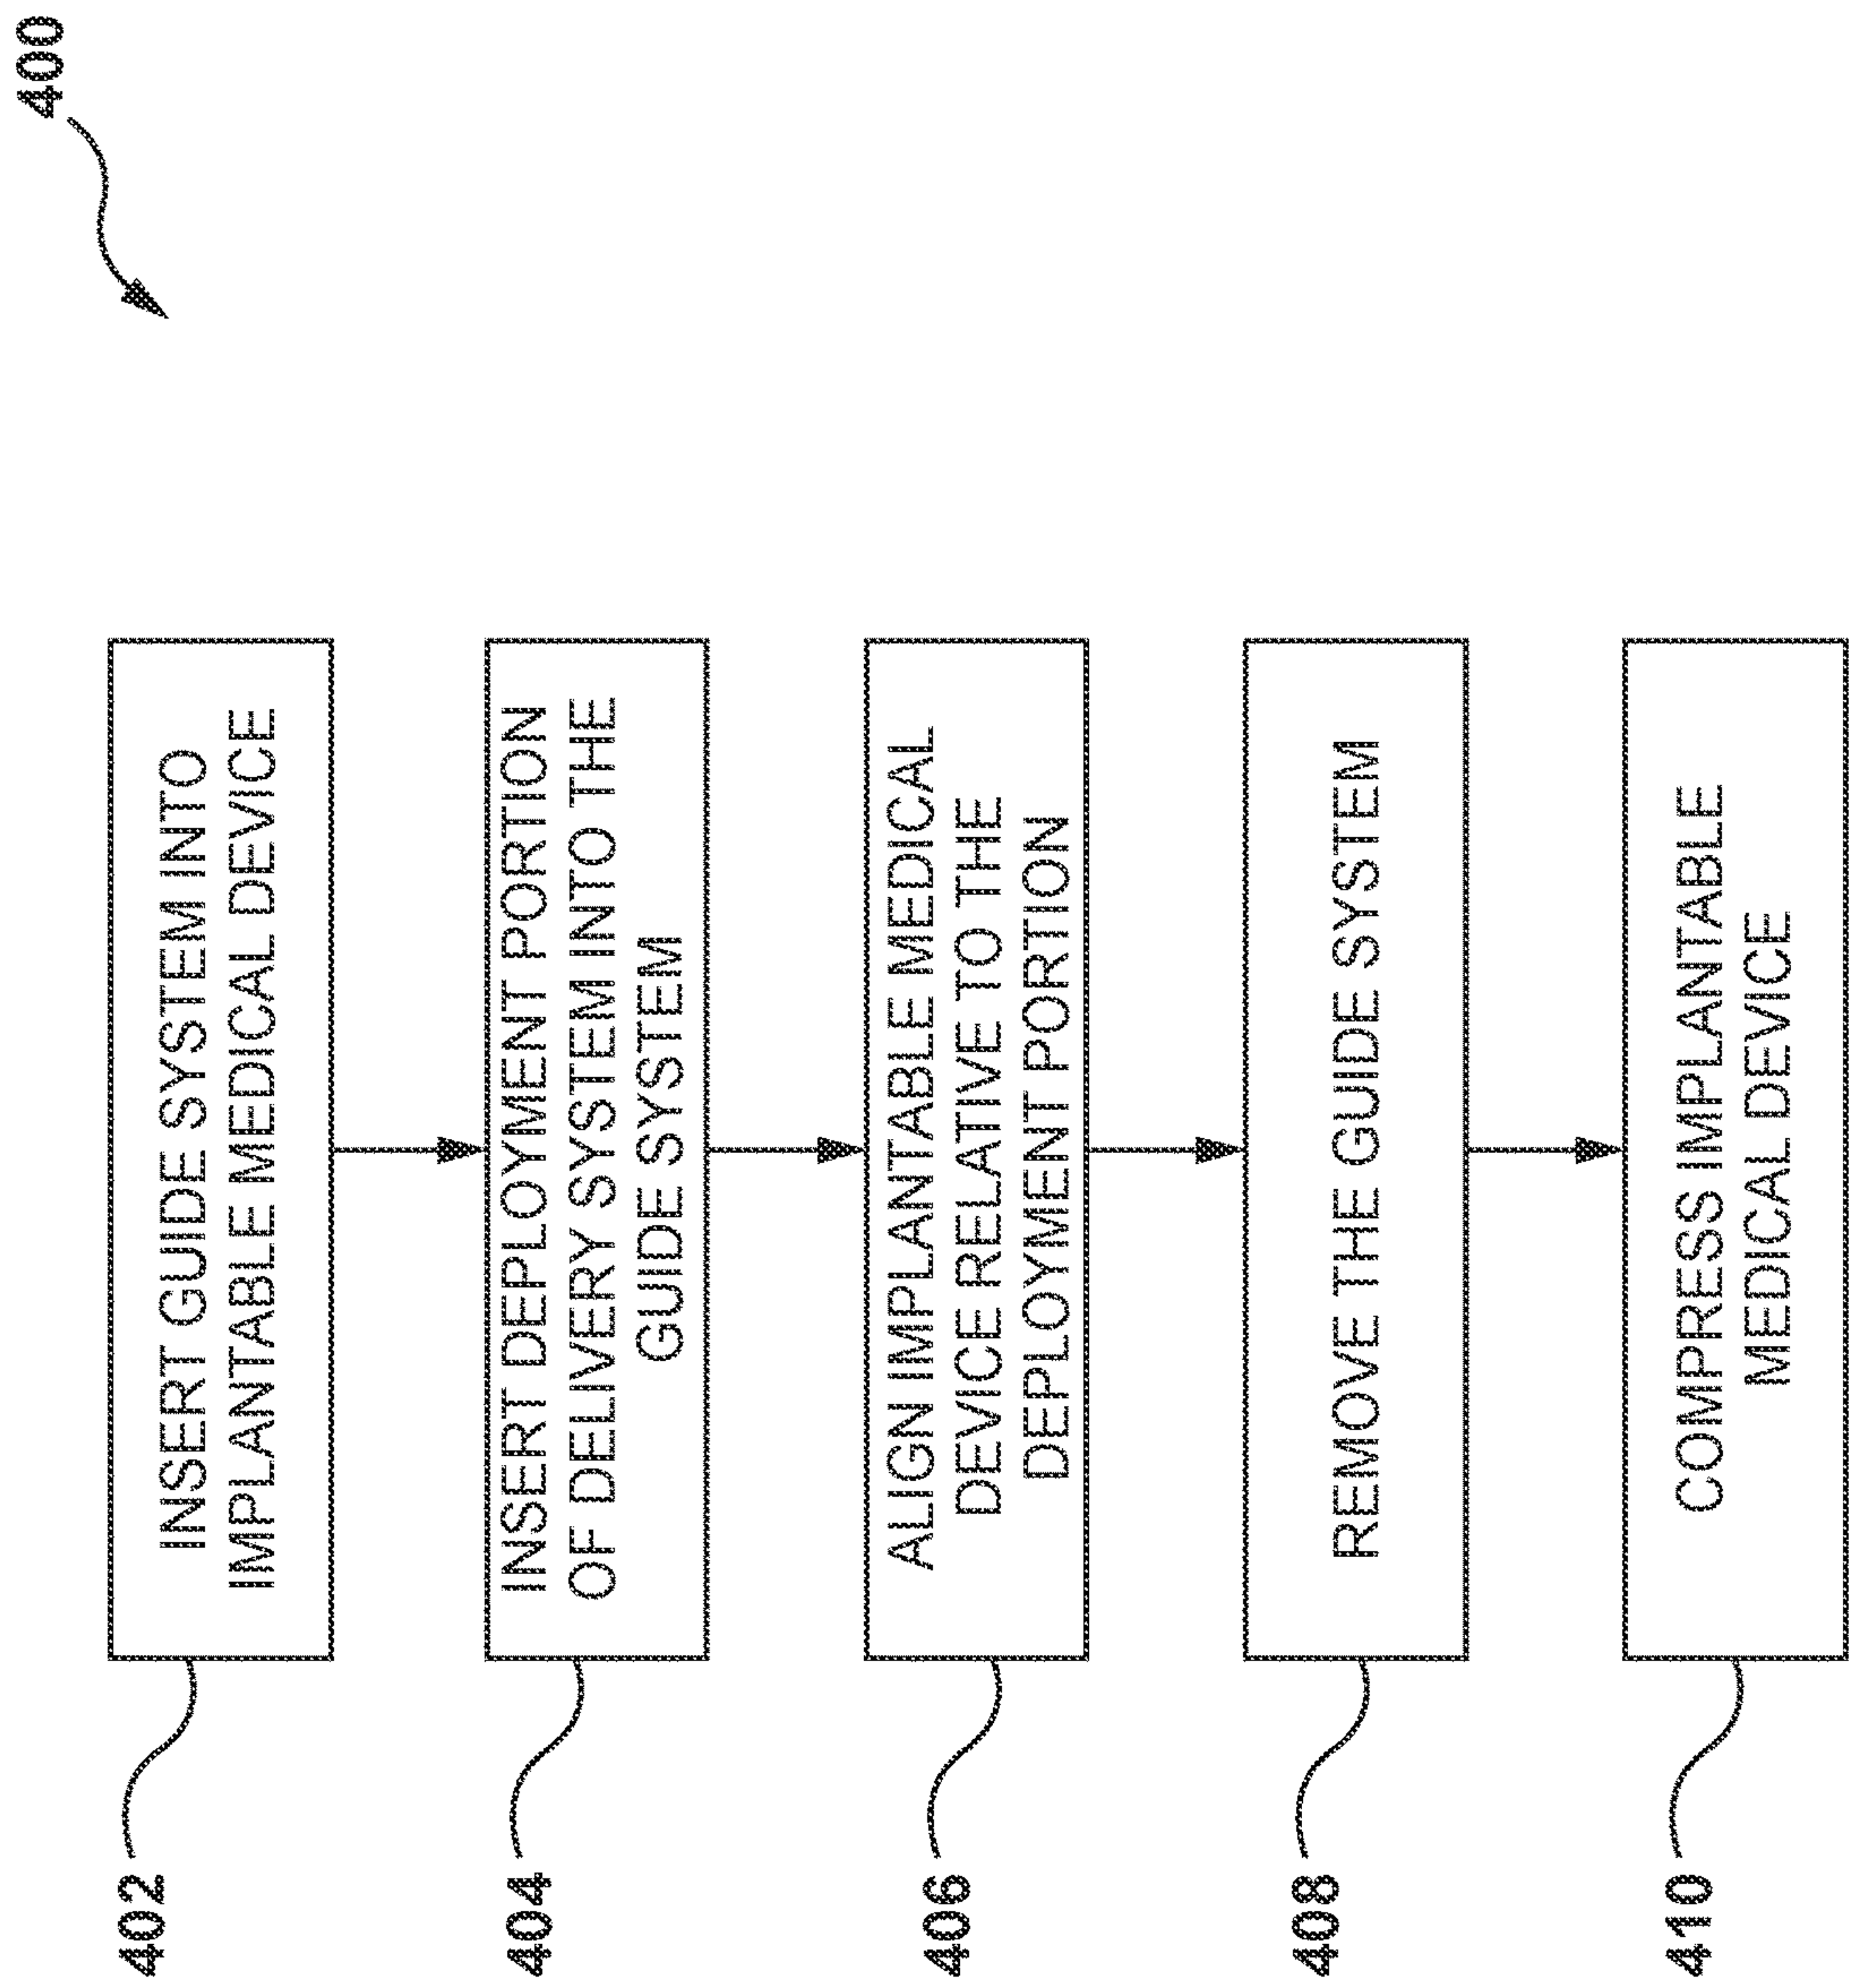 400
402
INSERT GUIDE SYSTEM INTO
IMPLANTABLE MEDICAL DEVICE
404
INSERT DEPLOYMENT PORTION
OF DELIVERY SYSTEM INTO THE
GUIDE SYSTEM
406
ALIGN IMPLANTABLE MEDICAL
DEVICE RELATIVE TO THE
DEPLOYMENT PORTION
408
REMOVE THE GUIDE SYSTEM
410
COMPRESS IMPLANTABLE
MEDICAL DEVICE